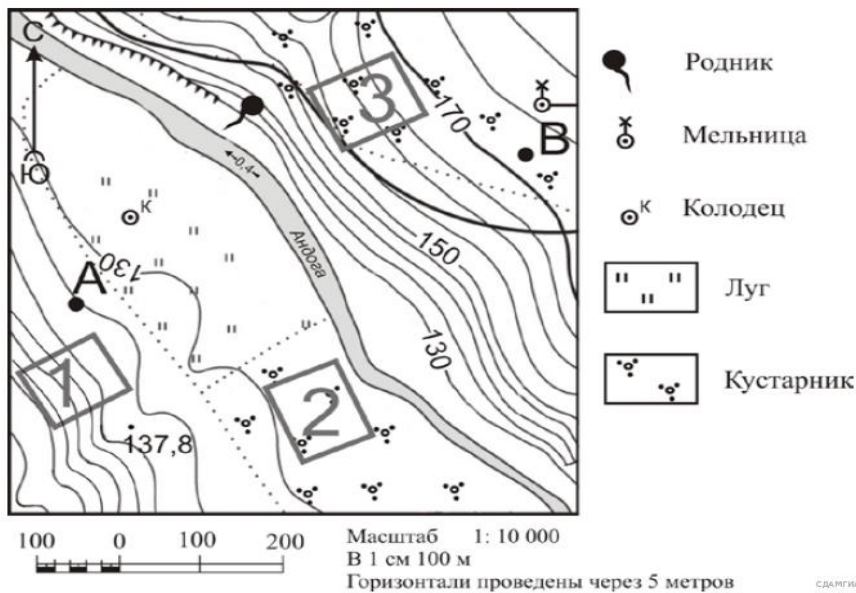 С
Ю
К
А
130
137,8
1
2
3
0,4
Андога
170
150
130
В
Родник
Мельница
К
Колодец
Луг
Кустарник
100 0 100 200
Масштаб 1: 10 000
В 1 см 100 м
Горизонтали проведены через 5 метров